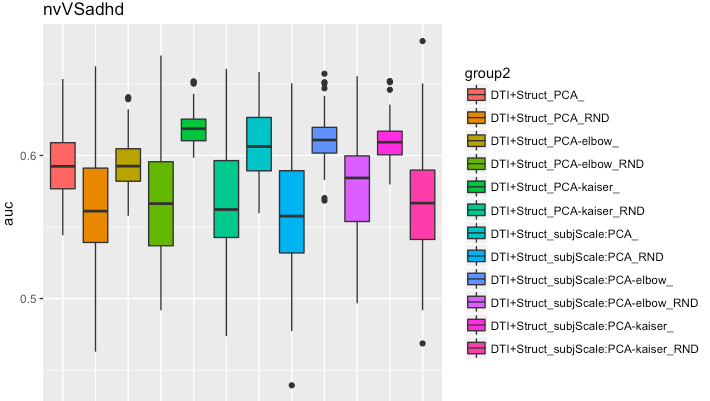 nvVSadhd
auc
0.6
0.5
group2
DTI+Struct_PCA_
DTI+Struct_PCA_RND
DTI+Struct_PCA-elbow_
DTI+Struct_PCA-elbow_RND
DTI+Struct_PCA-kaiser_
DTI+Struct_PCA-kaiser_RND
DTI+Struct_subjScale:PCA_
DTI+Struct_subjScale:PCA_RND
DTI+Struct_subjScale:PCA-elbow_
DTI+Struct_subjScale:PCA-elbow_RND
DTI+Struct_subjScale:PCA-kaiser_
DTI+Struct_subjScale:PCA-kaiser_RND